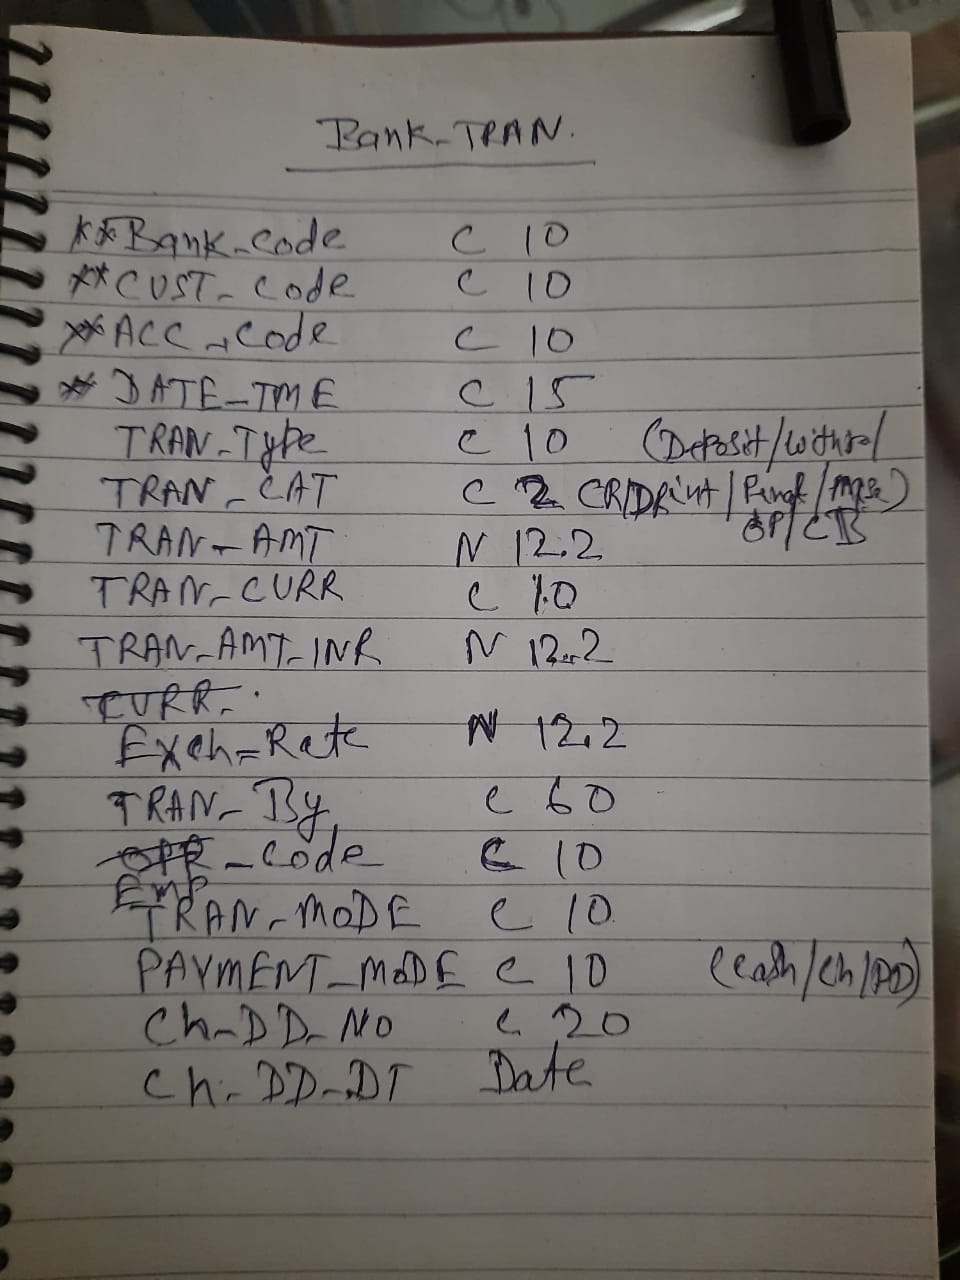 Bank-TRAN.
** Bank-code C 10
** CUST-code C 10
** ACC-code C 10
* DATE-TME C 15
TRAN-Type C 10 (Deposit/withral
TRAN-CAT C 2 CR/DR int/Penal/
OP/CB
TRAN-AMT N 12.2
TRAN-CURR C 10
TRAN-AMT-INR N 12.2
CURR-.
Exch-Rate N 12.2
TRAN-By C 60
OPR-code C 10
Emp
TRAN-MODE C 10
PAYMENT-MODE C 10 (cash/ch/DD)
Ch-DD-NO C 20
Ch-DD-DT Date